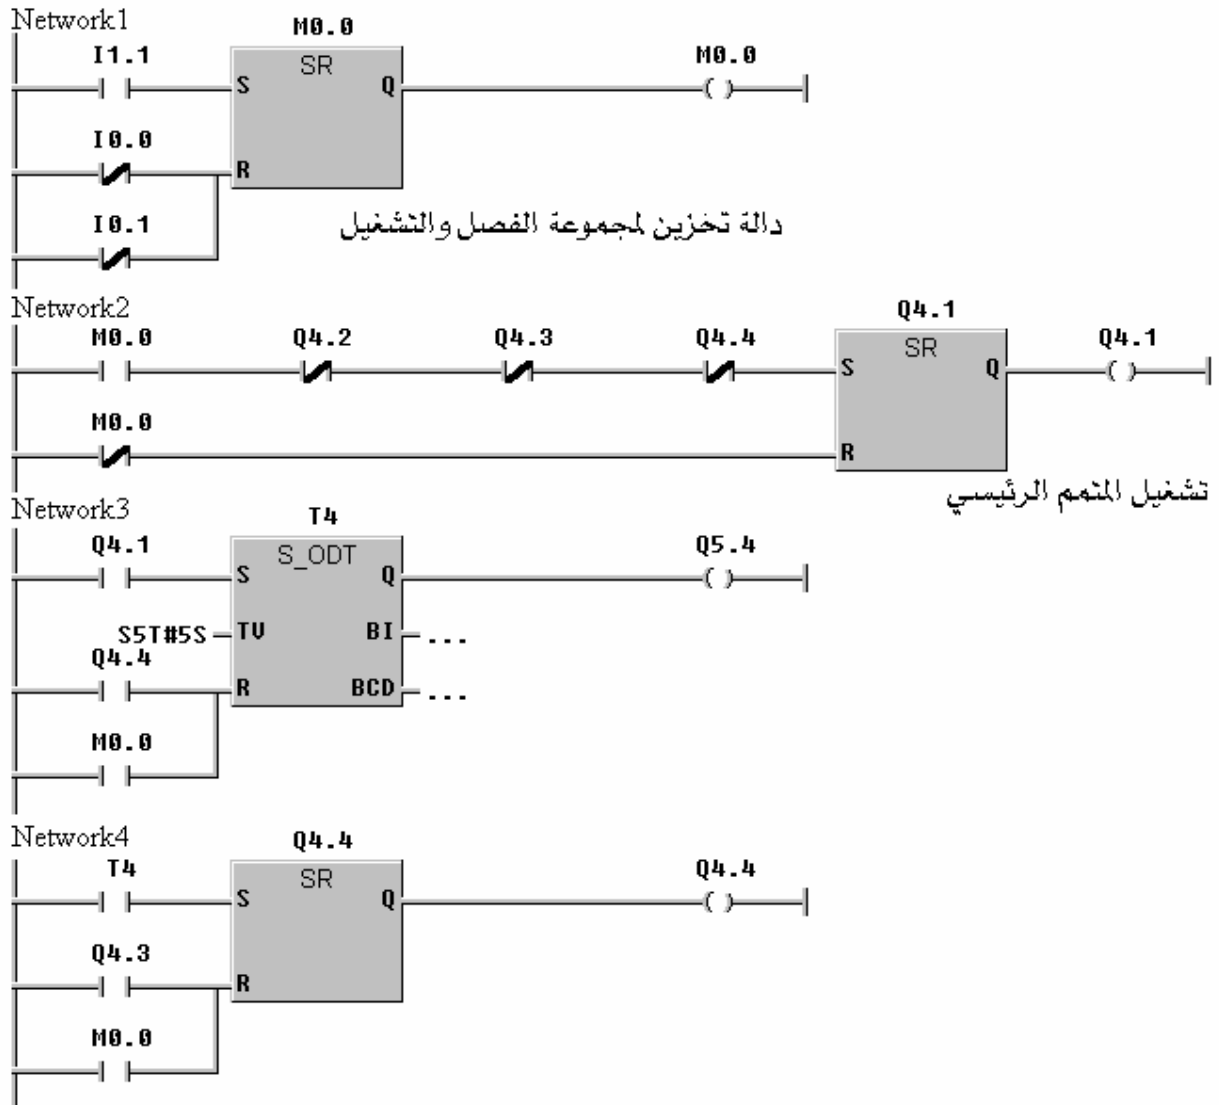 Network1
M0.0
I1.1
SR
M0.0
S
Q
I0.0
R
I0.1
دالة تخزين لمجموعة الفصل والتشغيل
Network2
Q4.1
M0.0 Q4.2 Q4.3 Q4.4
SR
Q4.1
S
Q
M0.0
R
تشغيل المتمم الرئيسي
Network3
T4
Q4.1
S_ODT
Q5.4
S
Q
S5T#5S
TV
BI
...
Q4.4
R
BCD
...
M0.0
Network4
Q4.4
T4
SR
Q4.4
S
Q
Q4.3
R
M0.0